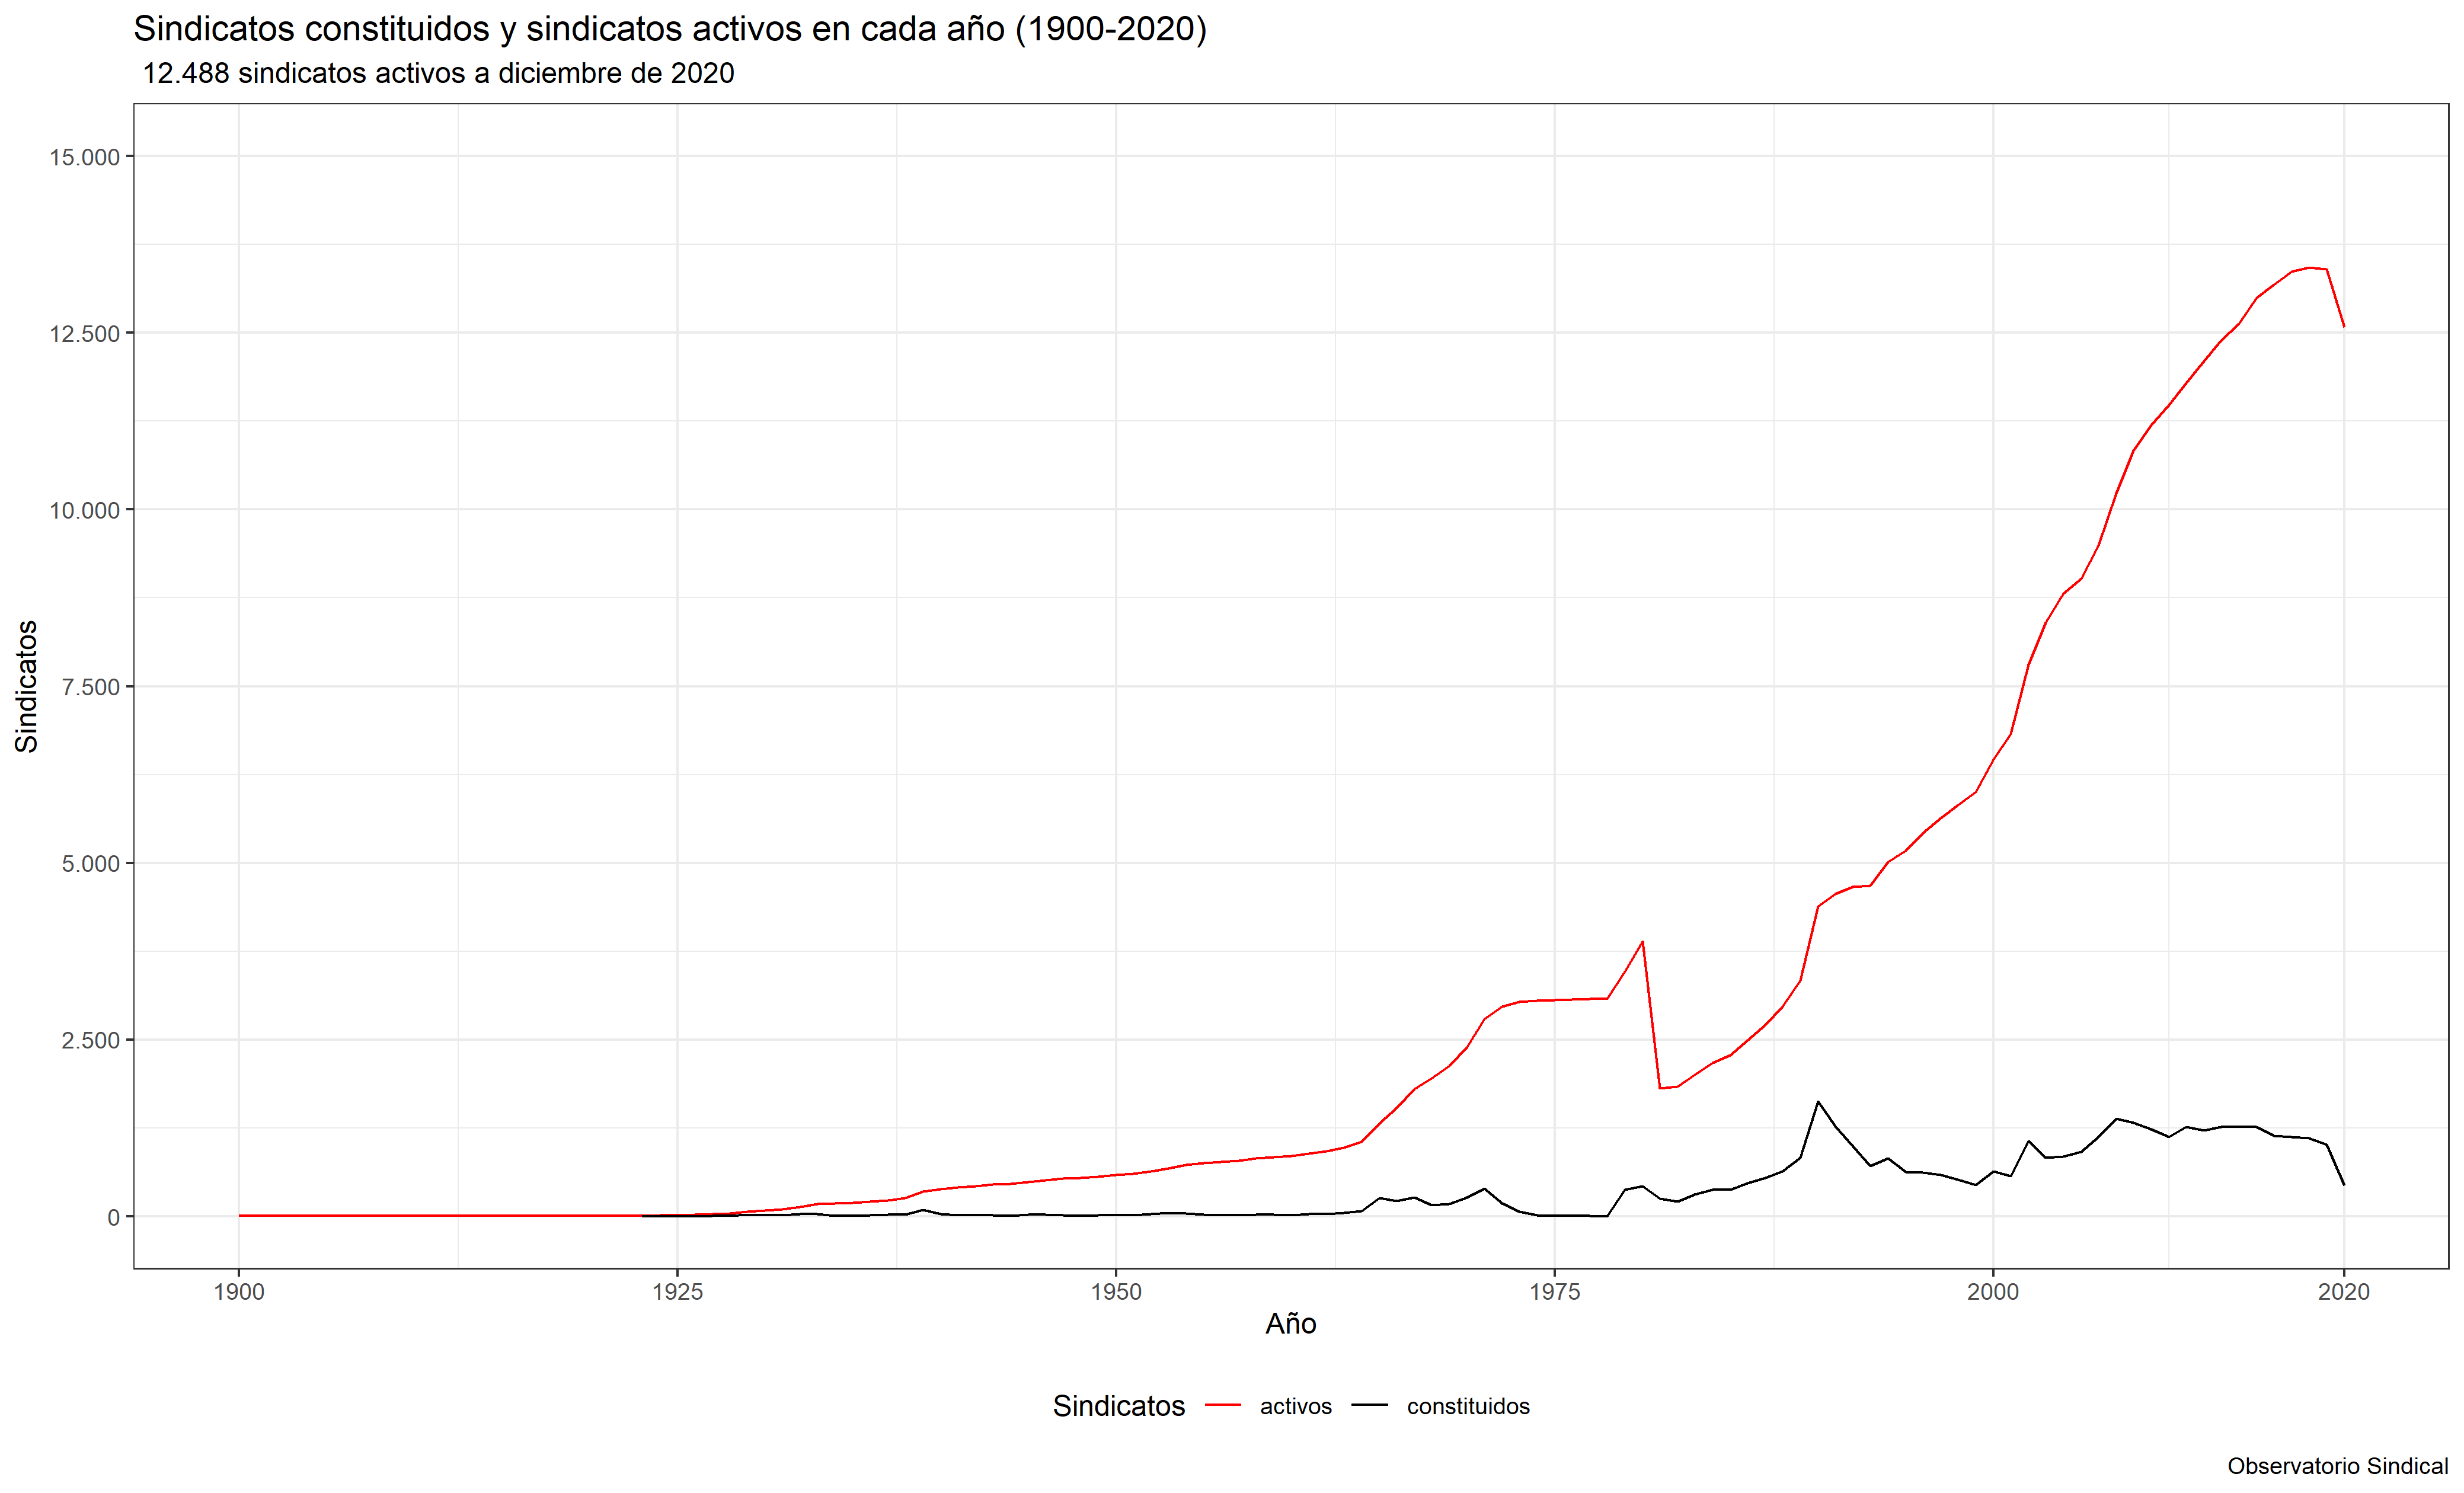 Sindicatos constituidos y sindicatos activos en cada año (1900-2020)
12.488 sindicatos activos a diciembre de 2020
Sindicatos
15.000
12.500
10.000
7.500
5.000
2.500
0
1900 1925 1950 1975 2000 2020
Año
Sindicatos activos constituidos
Observatorio Sindical